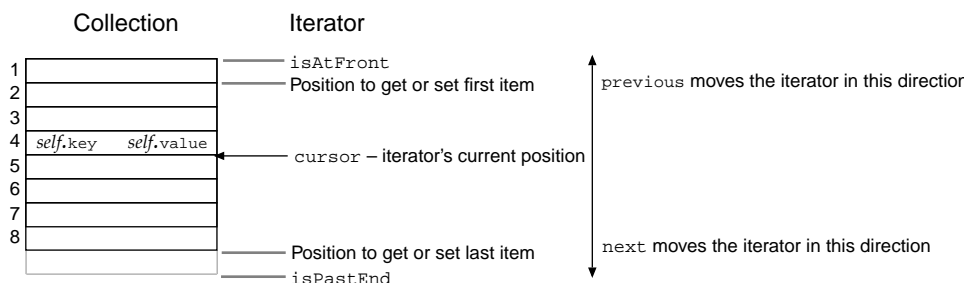 Collection Iterator
1 isAtFront
2 Position to get or set first item
previous moves the iterator in this direction
3
4 self.key self.value
cursor – iterator's current position
5
6
7
8
Position to get or set last item
next moves the iterator in this direction
isPastEnd